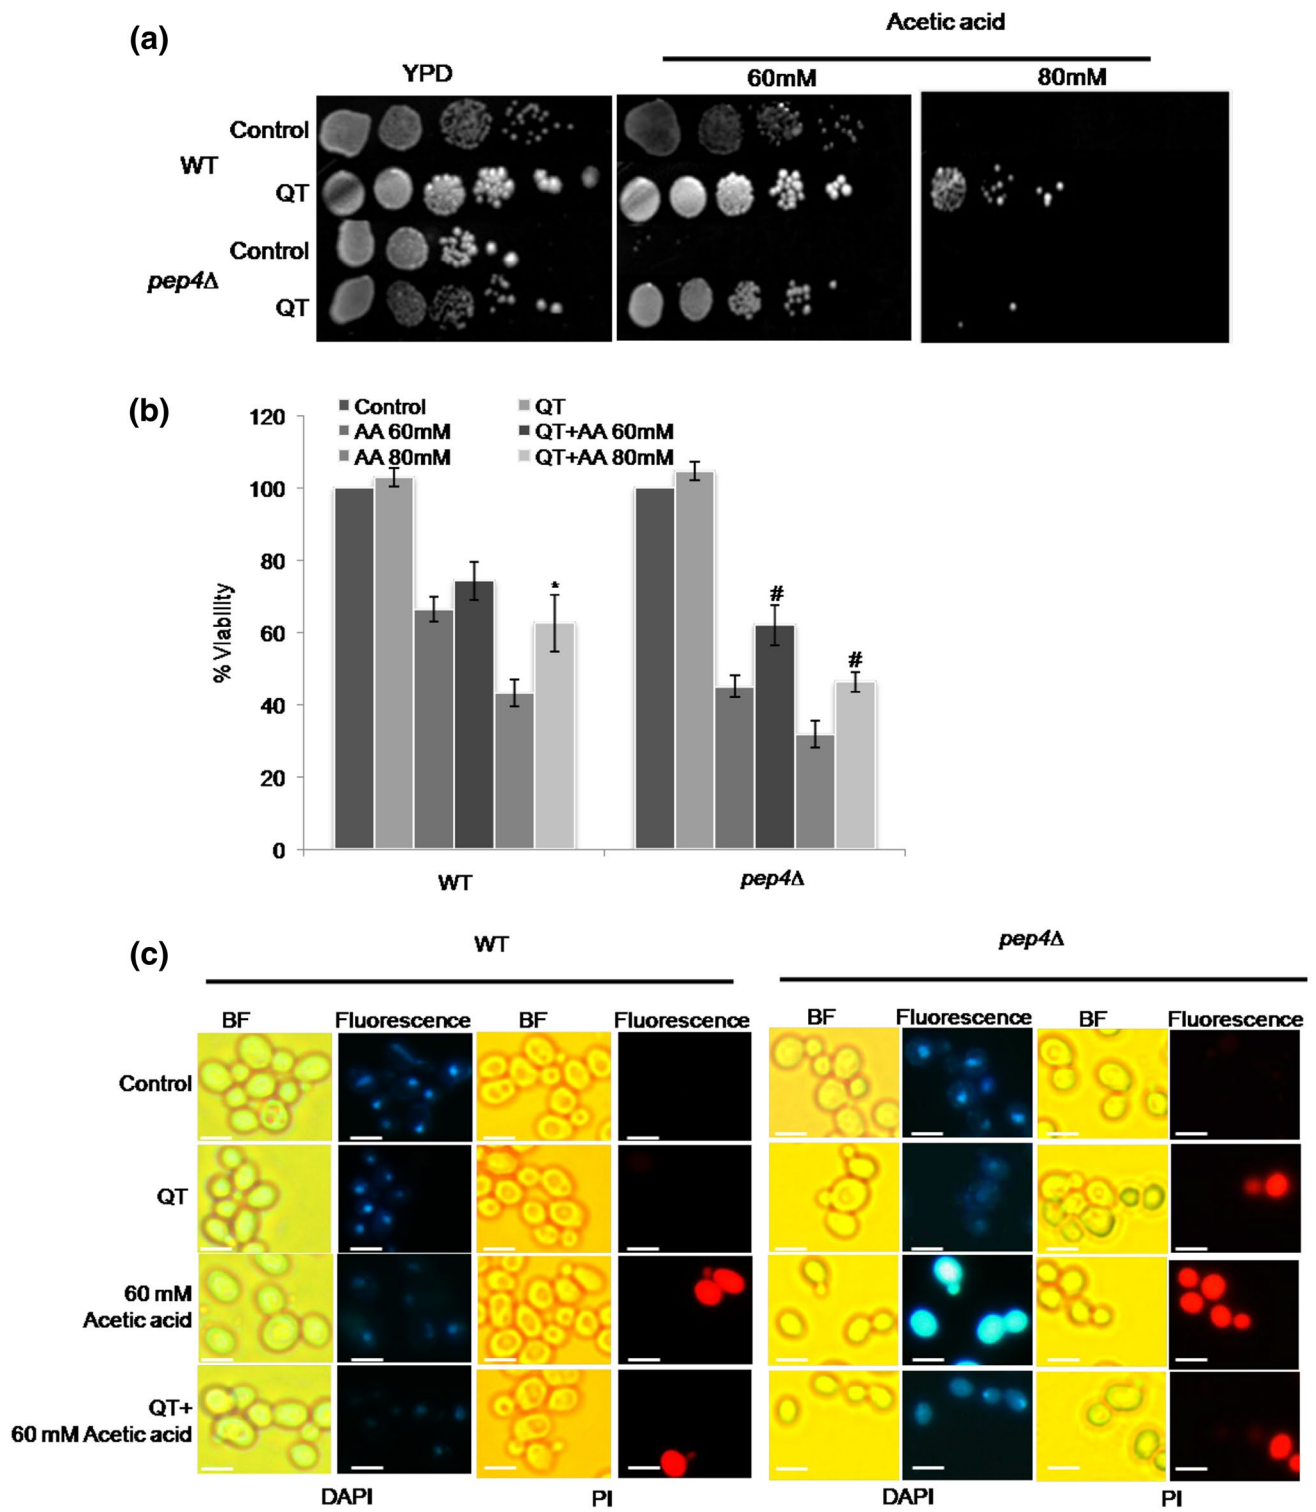 (a)
Acetic acid
YPD
60mM
80mM
Control
WT
QT
Control
pep4Δ
QT
(b)
Control
QT
AA 60mM
QT+AA 60mM
AA 80mM
QT+AA 80mM
120
100
80
60
40
20
0
% Viability
*
#
#
WT
pep4Δ
(c)
WT
pep4Δ
BF
Fluorescence
BF
Fluorescence
BF
Fluorescence
BF
Fluorescence
Control
QT
60 mM
Acetic acid
QT+
60 mM Acetic acid
DAPI
PI
DAPI
PI